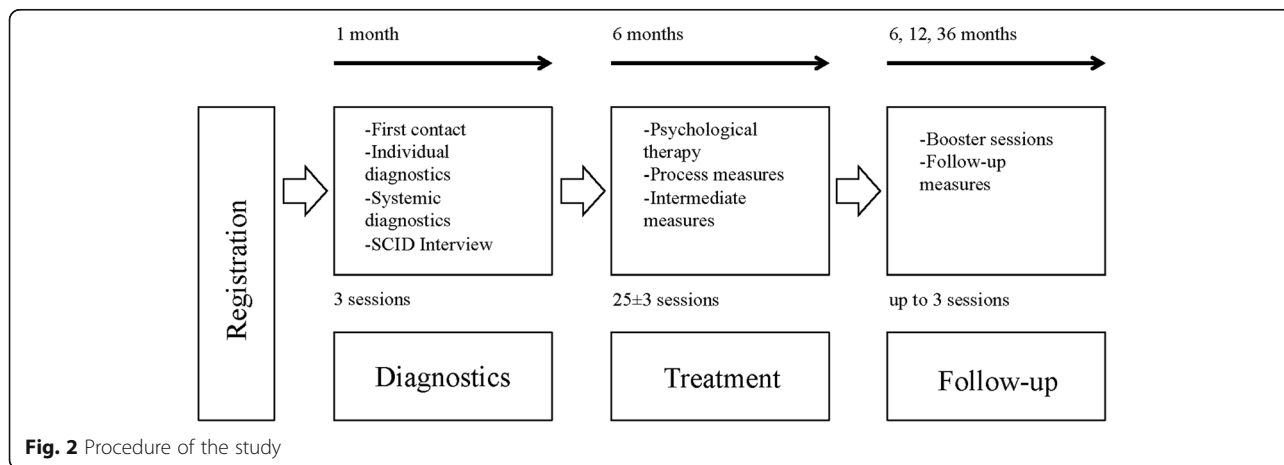 1 month
6 months
6, 12, 36 months
Registration
-First contact
-Individual
diagnostics
-Systemic
diagnostics
-SCID Interview
-Psychological
therapy
-Process measures
-Intermediate
measures
-Booster sessions
-Follow-up
measures
3 sessions
25±3 sessions
up to 3 sessions
Diagnostics
Treatment
Follow-up
Fig. 2 Procedure of the study